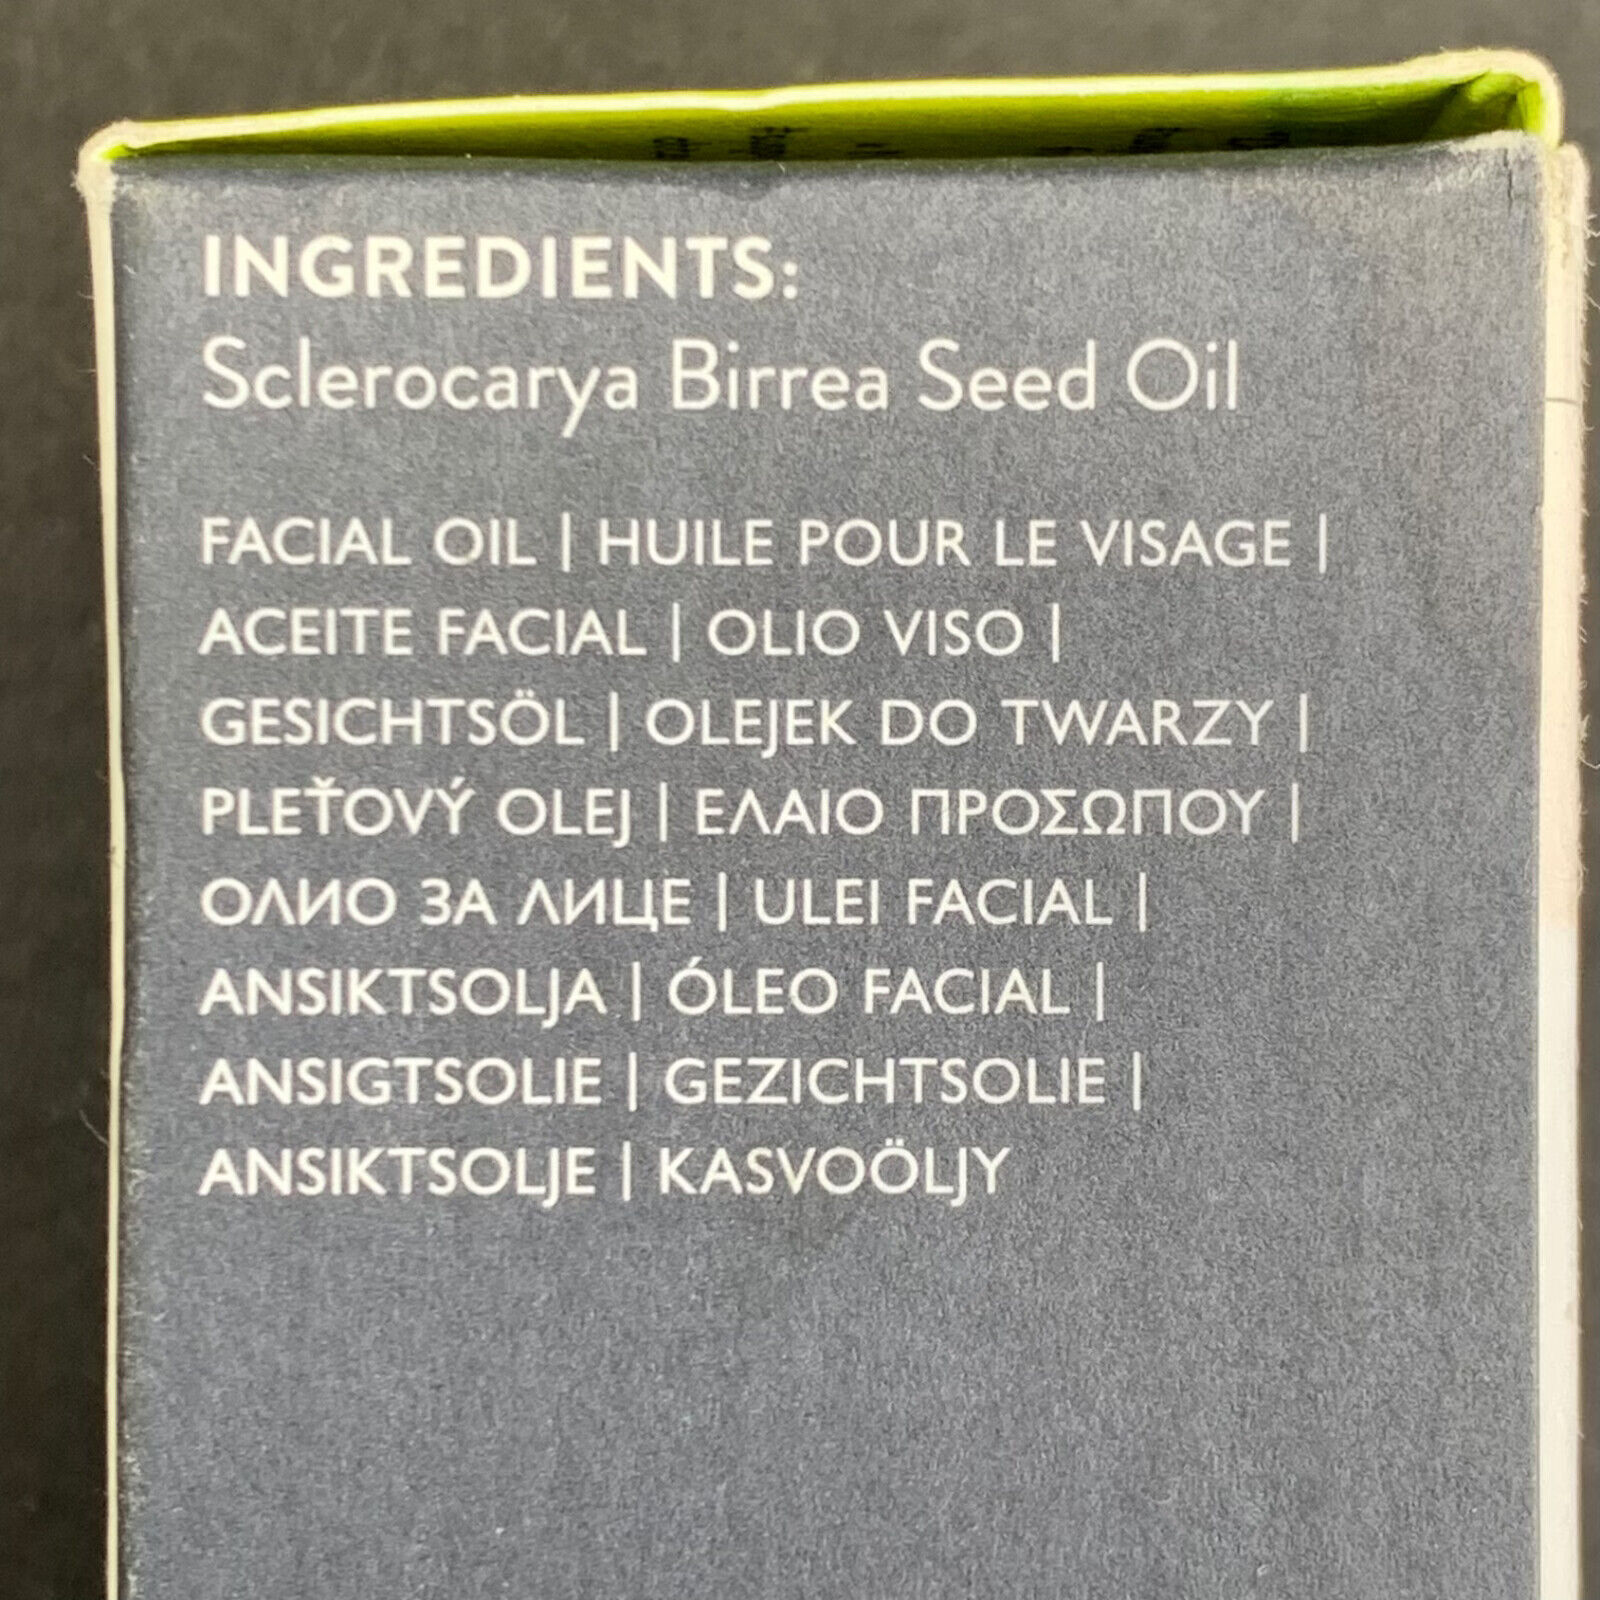 INGREDIENTS:
Sclerocarya Birrea Seed Oil
FACIAL OIL | HUILE POUR LE VISAGE |
ACEITE FACIAL | OLIO VISO |
GESICHTSÖL | OLEJEK DO TWARZY |
PLEŤOVÝ OLEJ | ΕΛΑΙΟ ΠΡΟΣΩΠΟΥ |
ОЛИО ЗА ЛИЦЕ | ULEI FACIAL |
ANSIKTSOLJA | ÓLEO FACIAL |
ANSIGTSOLIE | GEZICHTSOLIE |
ANSIKTSOLJE | KASVOÖLJY